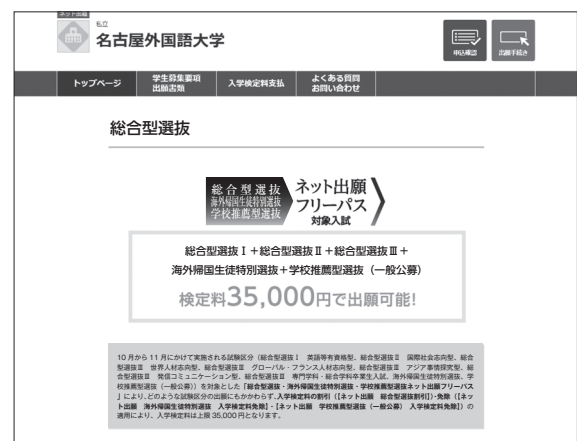 ネット出願
私立
名古屋外国語大学
申込確認
出願手続き
トップページ
学生募集要項
出願書類
入学検定料支払
よくある質問
お問い合わせ
総合型選抜
総合型選抜
海外帰国生徒特別選抜
学校推薦型選抜
ネット出願
フリーパス
対象入試
総合型選抜Ⅰ＋総合型選抜Ⅱ＋総合型選抜Ⅲ＋
海外帰国生徒特別選抜＋学校推薦型選抜（一般公募）
検定料35,000円で出願可能!
10月から11月にかけて実施される試験区分（総合型選抜Ⅰ　英語等有資格型、総合型選抜Ⅱ　国際社会志向型、総合
型選抜Ⅱ　世界人材志向型、総合型選抜Ⅱ　グローバル・フランス人材志向型、総合型選抜Ⅱ　アジア事情探究型、総
合型選抜Ⅱ　発信コミュニケーション型、総合型選抜Ⅲ　専門学科・総合学科卒業生入試、海外帰国生徒特別選抜、学
校推薦型選抜（一般公募））を対象とした「総合型選抜・海外帰国生徒特別選抜・学校推薦型選抜ネット出願フリーパス
」により、どのような試験区分の出願にもかかわらず、入学検定料の割引（【ネット出願　総合型選抜割引】）・免除（【ネッ
ト出願　海外帰国生徒特別選抜　入学検定料免除】・【ネット出願　学校推薦型選抜（一般公募）　入学検定料免除】）の
適用により、入学検定料は上限35,000円となります。